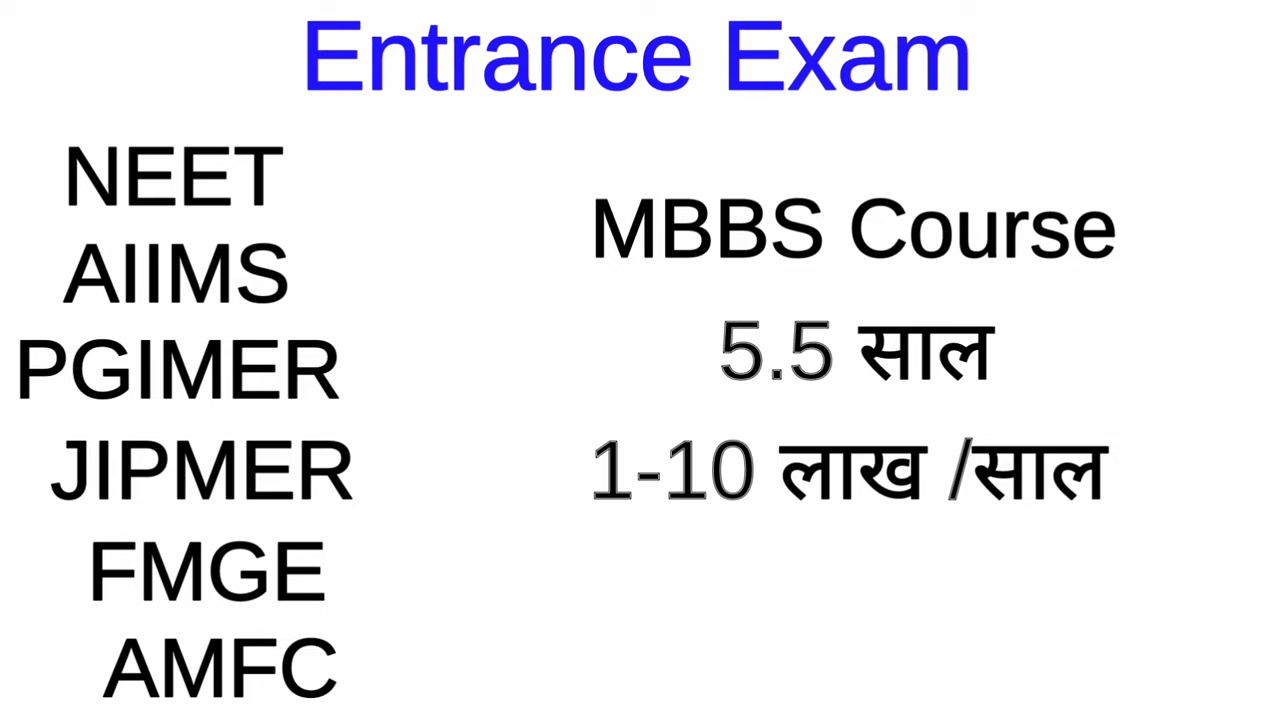 Entrance Exam
NEET
AIIMS
PGIMER
JIPMER
FMGE
AMFC
MBBS Course
5.5 साल
1-10 लाख /साल